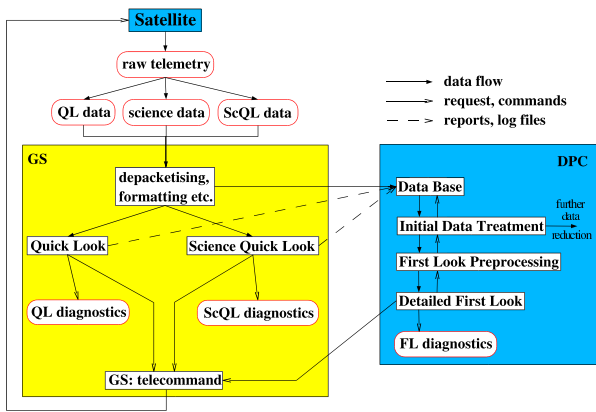 Satellite
raw telemetry
data flow
request, commands
reports, log files
QL data
science data
ScQL data
GS
DPC
depacketising,
formatting etc.
Data Base
further
data
reduction
Initial Data Treatment
Quick Look
Science Quick Look
First Look Preprocessing
Detailed First Look
QL diagnostics
ScQL diagnostics
FL diagnostics
GS: telecommand